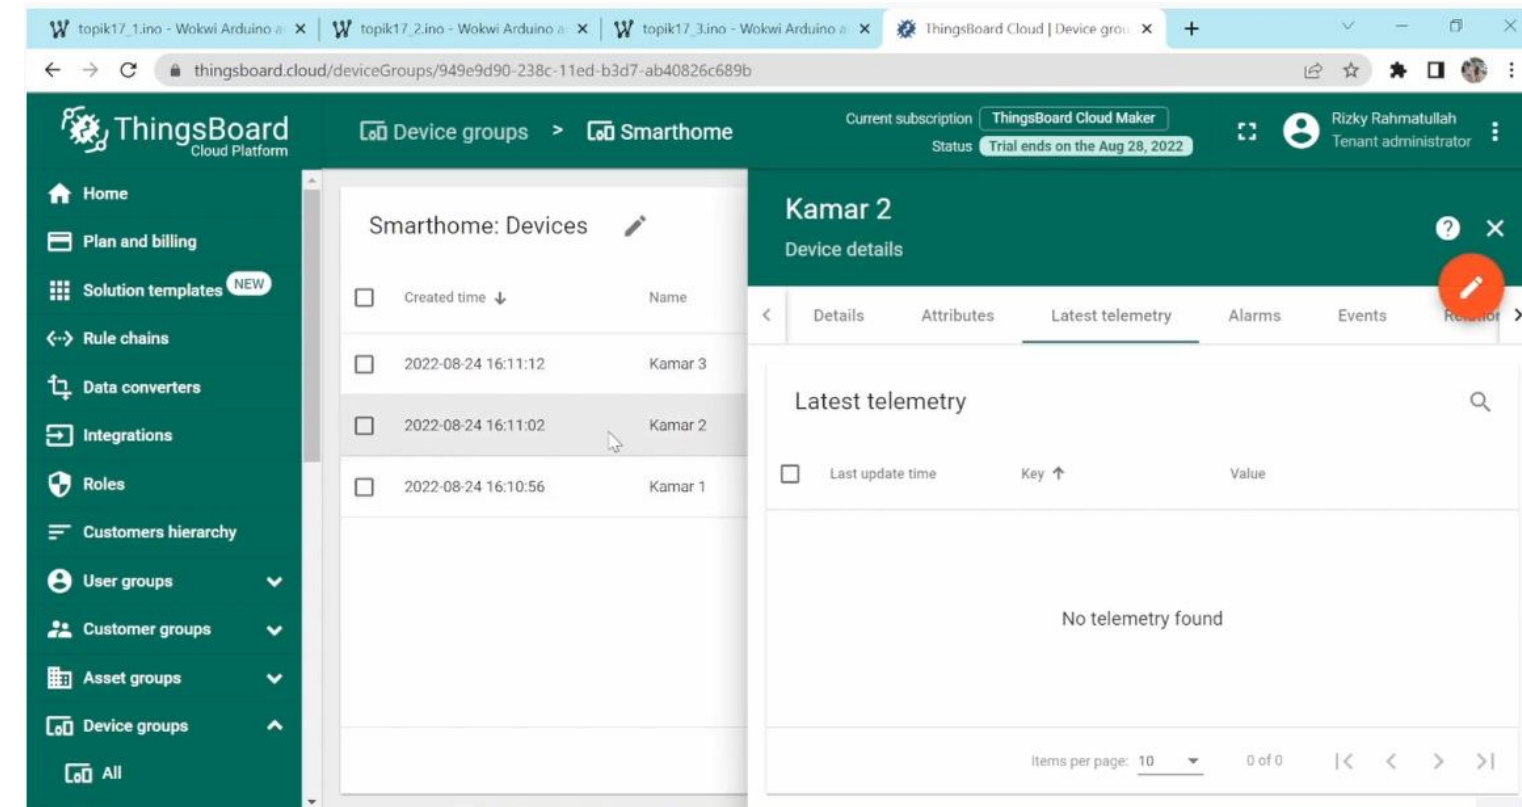 topik17_1.ino - Wokwi Arduino a
topik17_2.ino - Wokwi Arduino a
topik17_3.ino - Wokwi Arduino a
ThingsBoard Cloud | Device grou
thingsboard.cloud/deviceGroups/949e9d90-238c-11ed-b3d7-ab40826c689b
ThingsBoard
Cloud Platform
Device groups > Smarthome
Current subscription ThingsBoard Cloud Maker
Status Trial ends on the Aug 28, 2022
Rizky Rahmatullah
Tenant administrator
Home
Plan and billing
Solution templates NEW
Rule chains
Data converters
Integrations
Roles
Customers hierarchy
User groups
Customer groups
Asset groups
Device groups
All
Smarthome: Devices
Created time Name
2022-08-24 16:11:12 Kamar 3
2022-08-24 16:11:02 Kamar 2
2022-08-24 16:10:56 Kamar 1
Kamar 2
Device details
Details Attributes Latest telemetry Alarms Events
Latest telemetry
Last update time Key Value
No telemetry found
Items per page: 10 0 of 0